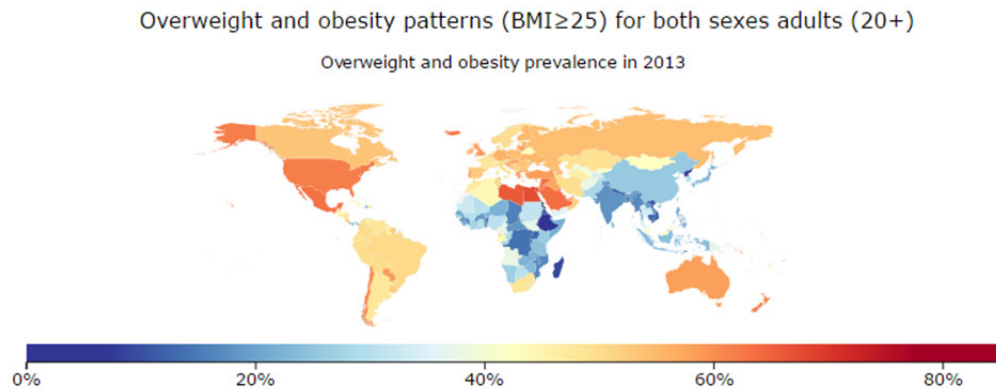 Overweight and obesity patterns (BMI≥25) for both sexes adults (20+)
Overweight and obesity prevalence in 2013
0% 20% 40% 60% 80%